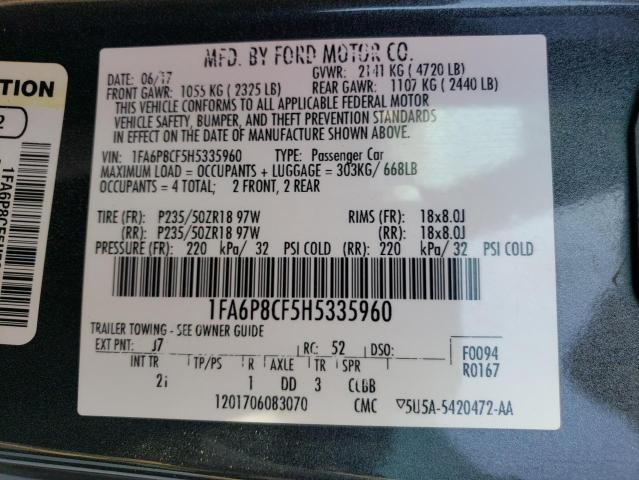 MFD. BY FORD MOTOR CO.
DATE: 06/17 GVWR: 2141 KG ( 4720 LB)
FRONT GAWR: 1055 KG ( 2325 LB) REAR GAWR: 1107 KG ( 2440 LB)
THIS VEHICLE CONFORMS TO ALL APPLICABLE FEDERAL MOTOR
VEHICLE SAFETY, BUMPER, AND THEFT PREVENTION STANDARDS
IN EFFECT ON THE DATE OF MANUFACTURE SHOWN ABOVE.
VIN: 1FA6P8CF5H5335960 TYPE: Passenger Car
MAXIMUM LOAD = OCCUPANTS + LUGGAGE = 303KG/ 668LB
OCCUPANTS = 4 TOTAL; 2 FRONT, 2 REAR
TIRE (FR): P235/50ZR18 97W RIMS (FR): 18x8.0J
(RR): P235/50ZR18 97W (RR): 18x8.0J
PRESSURE (FR): 220 kPa/ 32 PSI COLD (RR): 220 kPa/ 32 PSI COLD
1FA6P8CF5H5335960
TRAILER TOWING - SEE OWNER GUIDE
EXT PNT: J7 RC: 52 DSO:
F0094
R0167
INT TR TP/PS R AXLE TR SPR
1 DD 3 CCBB
1201706083070 CMC ▽5U5A-5420472-AA
TION
2